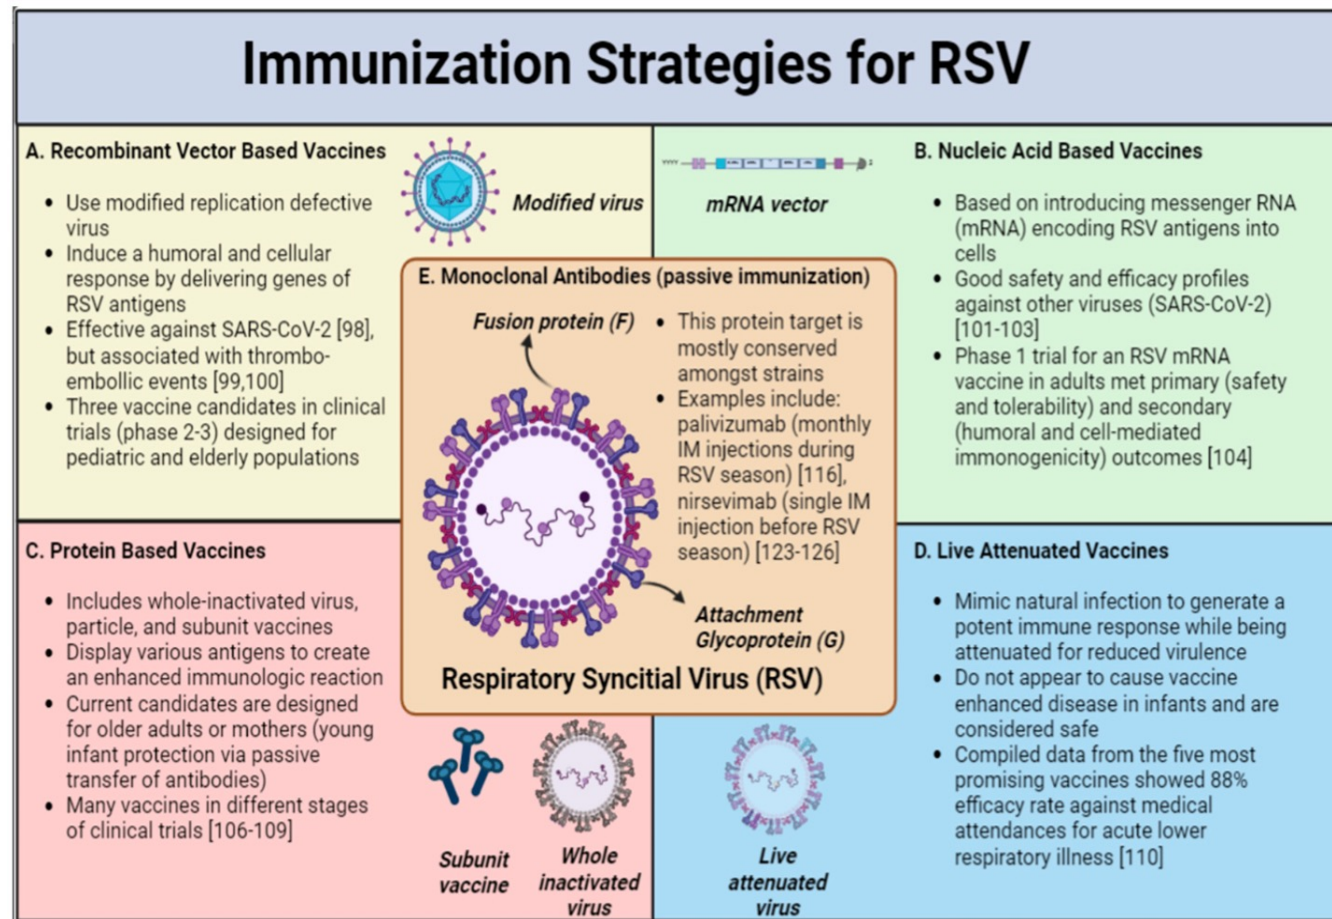 Immunization Strategies for RSV
A. Recombinant Vector Based Vaccines
• Use modified replication defective
virus
• Induce a humoral and cellular
response by delivering genes of
RSV antigens
• Effective against SARS-CoV-2 [98],
but associated with thrombo-
embollic events [99,100]
• Three vaccine candidates in clinical
trials (phase 2-3) designed for
pediatric and elderly populations
Modified virus
mRNA vector
B. Nucleic Acid Based Vaccines
• Based on introducing messenger RNA
(mRNA) encoding RSV antigens into
cells
• Good safety and efficacy profiles
against other viruses (SARS-CoV-2)
[101-103]
• Phase 1 trial for an RSV mRNA
vaccine in adults met primary (safety
and tolerability) and secondary
(humoral and cell-mediated
immonogenicity) outcomes [104]
E. Monoclonal Antibodies (passive immunization)
Fusion protein (F)
• This protein target is
mostly conserved
amongst strains
• Examples include:
palivizumab (monthly
IM injections during
RSV season) [116],
nirsevimab (single IM
injection before RSV
season) [123-126]
Attachment
Glycoprotein (G)
Respiratory Syncitial Virus (RSV)
C. Protein Based Vaccines
• Includes whole-inactivated virus,
particle, and subunit vaccines
• Display various antigens to create
an enhanced immunologic reaction
• Current candidates are designed
for older adults or mothers (young
infant protection via passive
transfer of antibodies)
• Many vaccines in different stages
of clinical trials [106-109]
Subunit
vaccine
Whole
inactivated
virus
Live
attenuated
virus
D. Live Attenuated Vaccines
• Mimic natural infection to generate a
potent immune response while being
attenuated for reduced virulence
• Do not appear to cause vaccine
enhanced disease in infants and are
considered safe
• Compiled data from the five most
promising vaccines showed 88%
efficacy rate against medical
attendances for acute lower
respiratory illness [110]